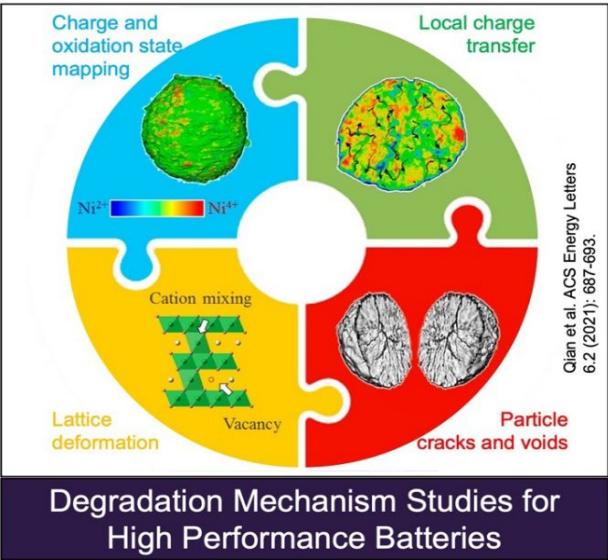 Charge and
oxidation state
mapping
Local charge
transfer
Ni²⁺
Ni⁴⁺
Cation mixing
Vacancy
Lattice
deformation
Particle
cracks and voids
Qian et al. ACS Energy Letters
6.2 (2021): 687-693.
Degradation Mechanism Studies for
High Performance Batteries